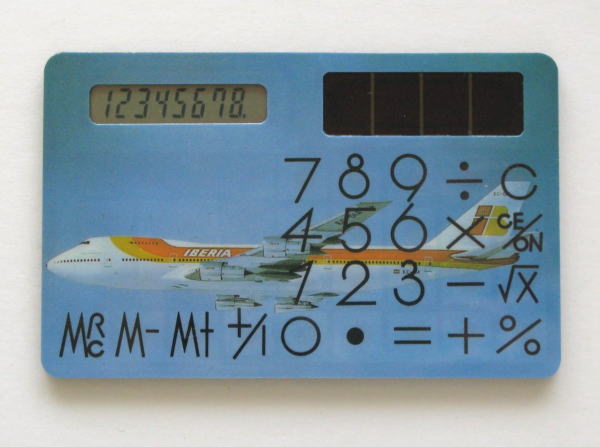 12345678.
7 8 9 ÷ C
4 5 6 × CE/ON
IBERIA
1 2 3 − √X
MRC M- M+ +/- 0 • = + %